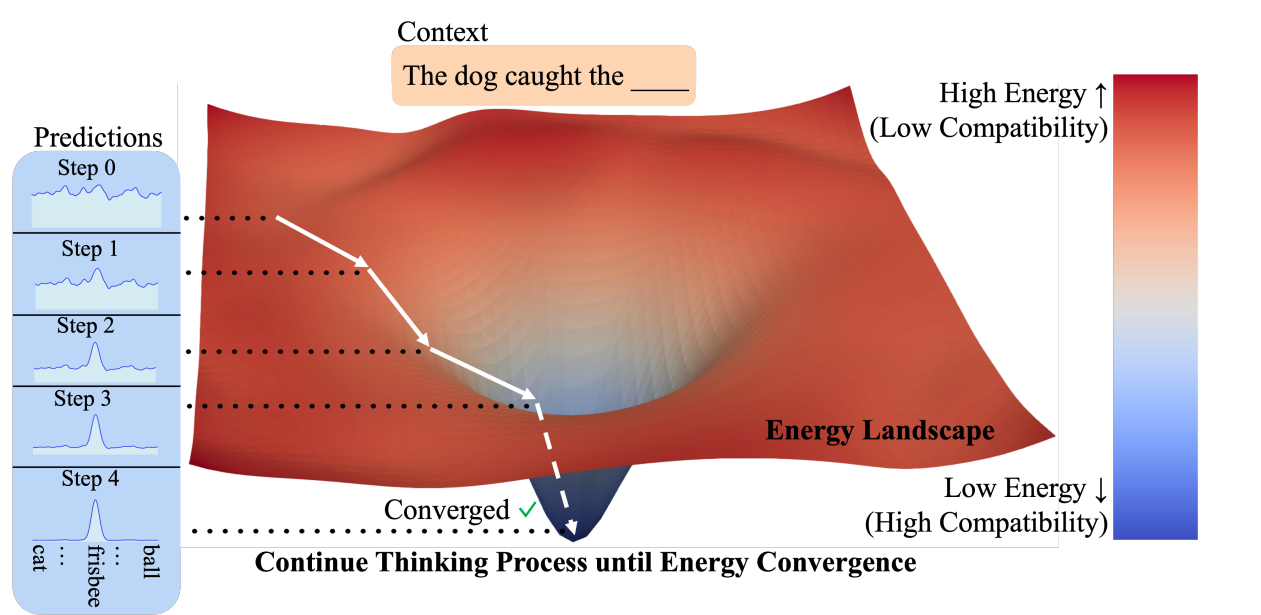 Context
The dog caught the _____
Predictions
Step 0
Step 1
Step 2
Step 3
Step 4
cat
...
frisbee
...
ball
High Energy ↑
(Low Compatibility)
Energy Landscape
Low Energy ↓
(High Compatibility)
Converged ✓
Continue Thinking Process until Energy Convergence